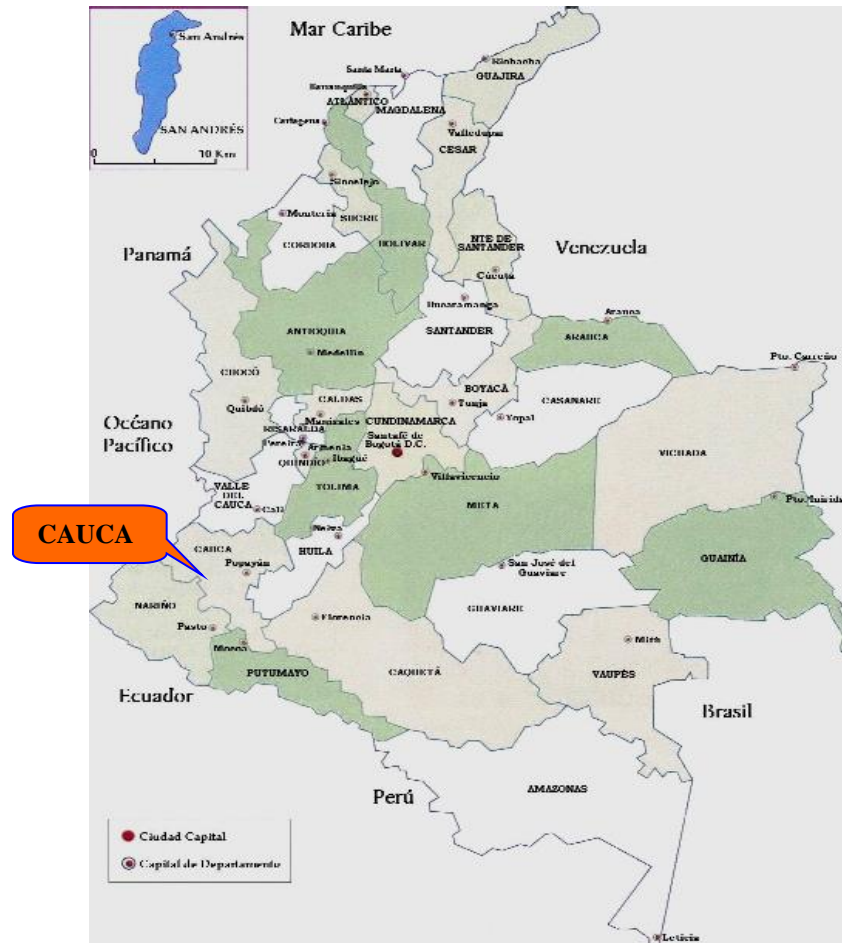 San Andrés
SAN ANDRÉS
0
10 Km
Mar Caribe
Riohacha
GUAJIRA
Santa Marta
Barranquilla
ATLÁNTICO
MAGDALENA
Cartagena
Valledupar
CESAR
Sincelejo
SUCRE
Montería
CÓRDOBA
BOLÍVAR
NTE DE
SANTANDER
Cúcuta
Panamá
Venezuela
Bucaramanga
SANTANDER
ANTIOQUIA
Medellín
Arauca
ARAUCA
Pto. Carreño
CHOCÓ
Quibdó
BOYACÁ
Tunja
CASANARE
Yopal
CALDAS
Manizales
CUNDINAMARCA
Santafé de
Bogotá D.C.
Océano
Pacífico
RISARALDA
Pereira
Armenia
QUINDÍO
Ibagué
TOLIMA
Villavicencio
VICHADA
META
VALLE
DEL
CAUCA
Cali
Pto. Inírida
CAUCA
CAUCA
Popayán
Neiva
HUILA
San José del
Guaviare
GUAINÍA
GUAVIARE
NARIÑO
Pasto
Florencia
Mocoa
PUTUMAYO
CAQUETÁ
Mitú
VAUPÉS
Ecuador
Brasil
Perú
AMAZONAS
Ciudad Capital
Capital de Departamento
Leticia